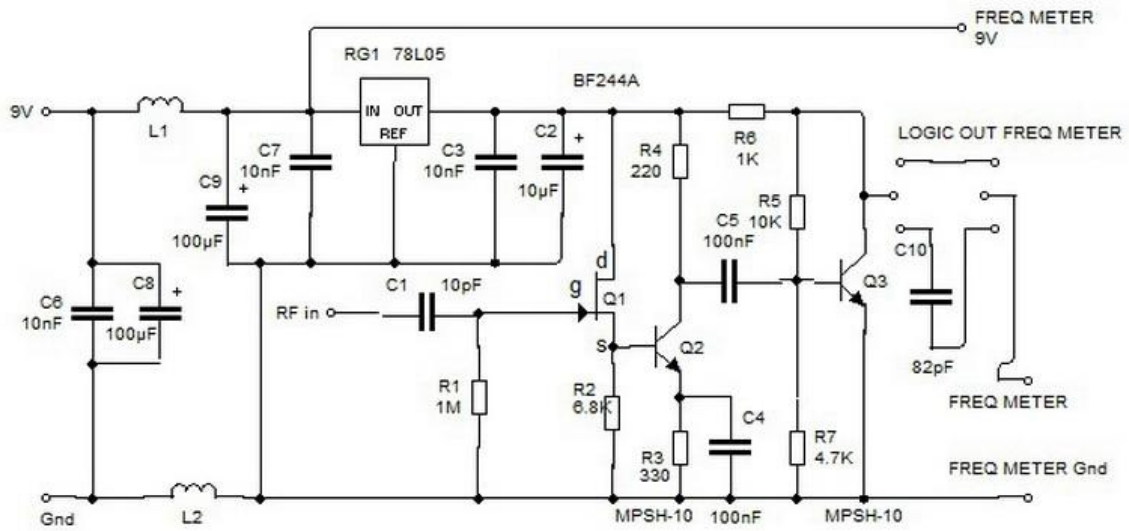 FREQ METER
9V
RG1 78L05
BF244A
9V
IN OUT
REF
L1
C7
10nF
C9
+
100µF
C3
10nF
C2
+
10µF
R4
220
R6
1K
LOGIC OUT FREQ METER
R5
10K
C5
100nF
C10
d
g
Q1
s
C1
10pF
RF in
Q3
Q2
C6
10nF
C8
+
100µF
82pF
R1
1M
R2
6.8K
C4
FREQ METER
R3
330
R7
4.7K
FREQ METER Gnd
Gnd
L2
MPSH-10
100nF
MPSH-10